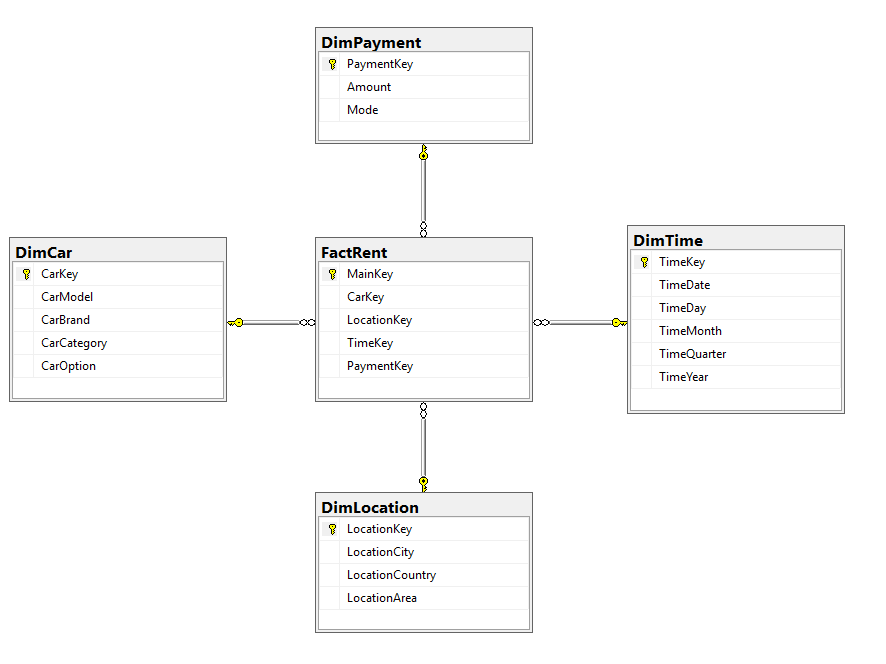 DimPayment
PaymentKey
Amount
Mode
DimCar
CarKey
CarModel
CarBrand
CarCategory
CarOption
FactRent
MainKey
CarKey
LocationKey
TimeKey
PaymentKey
DimTime
TimeKey
TimeDate
TimeDay
TimeMonth
TimeQuarter
TimeYear
DimLocation
LocationKey
LocationCity
LocationCountry
LocationArea